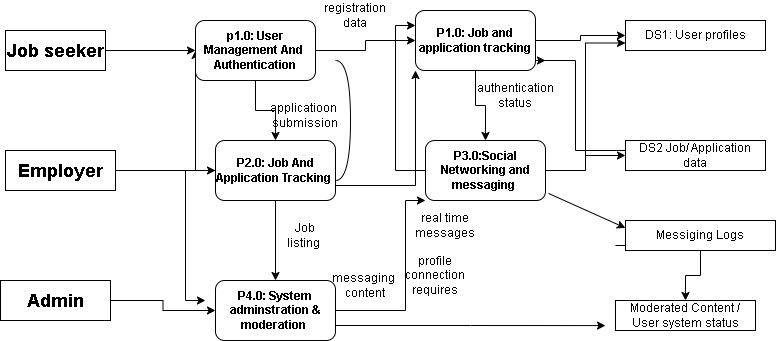 registration
data
Job seeker
p1.0: User
Management And
Authentication
P1.0: Job and
application tracking
DS1: User profiles
applicatioon
submission
authentication
status
Employer
P2.0: Job And
Application Tracking
P3.0:Social
Networking and
messaging
DS2 Job/Application
data
Job
listing
real time
messages
Messiging Logs
messaging
content
profile
connection
requires
Admin
P4.0: System
adminstration &
moderation
Moderated Content /
User system status